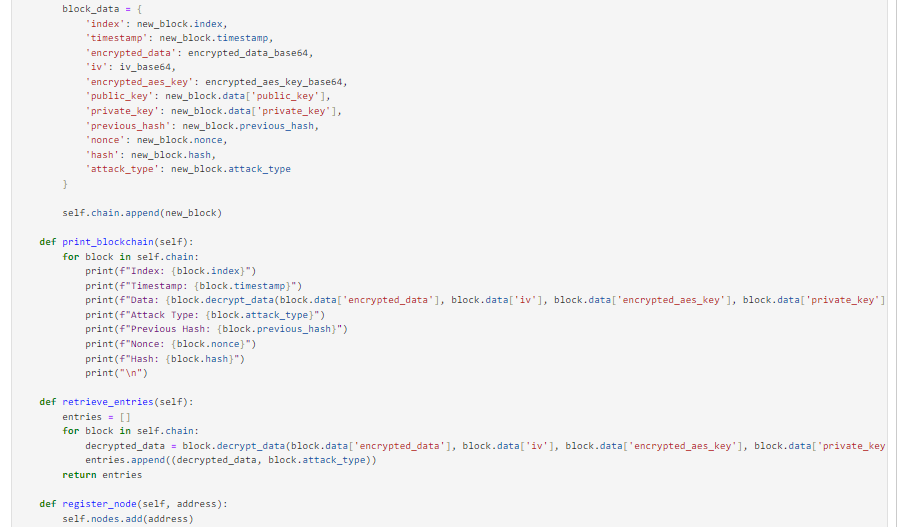 block_data = {
'index': new_block.index,
'timestamp': new_block.timestamp,
'encrypted_data': encrypted_data_base64,
'iv': iv_base64,
'encrypted_aes_key': encrypted_aes_key_base64,
'public_key': new_block.data['public_key'],
'private_key': new_block.data['private_key'],
'previous_hash': new_block.previous_hash,
'nonce': new_block.nonce,
'hash': new_block.hash,
'attack_type': new_block.attack_type
}
self.chain.append(new_block)
def print_blockchain(self):
for block in self.chain:
print(f"Index: {block.index}")
print(f"Timestamp: {block.timestamp}")
print(f"Data: {block.decrypt_data(block.data['encrypted_data'], block.data['iv'], block.data['encrypted_aes_key'], block.data['private_key']
print(f"Attack Type: {block.attack_type}")
print(f"Previous Hash: {block.previous_hash}")
print(f"Nonce: {block.nonce}")
print(f"Hash: {block.hash}")
print("\n")
def retrieve_entries(self):
entries = []
for block in self.chain:
decrypted_data = block.decrypt_data(block.data['encrypted_data'], block.data['iv'], block.data['encrypted_aes_key'], block.data['private_key
entries.append((decrypted_data, block.attack_type))
return entries
def register_node(self, address):
self.nodes.add(address)